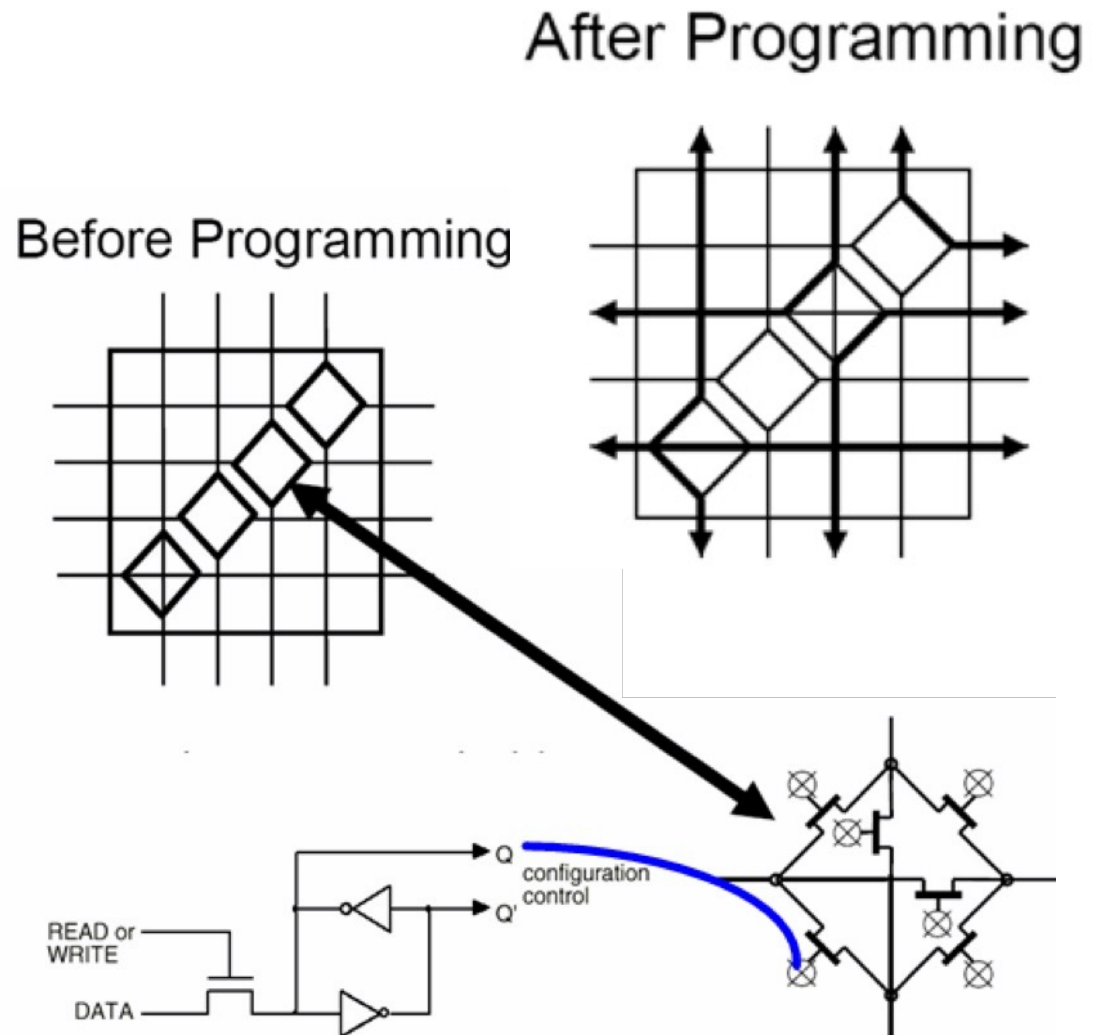 After Programming
Before Programming
Q
configuration
control
Q'
READ or
WRITE
DATA